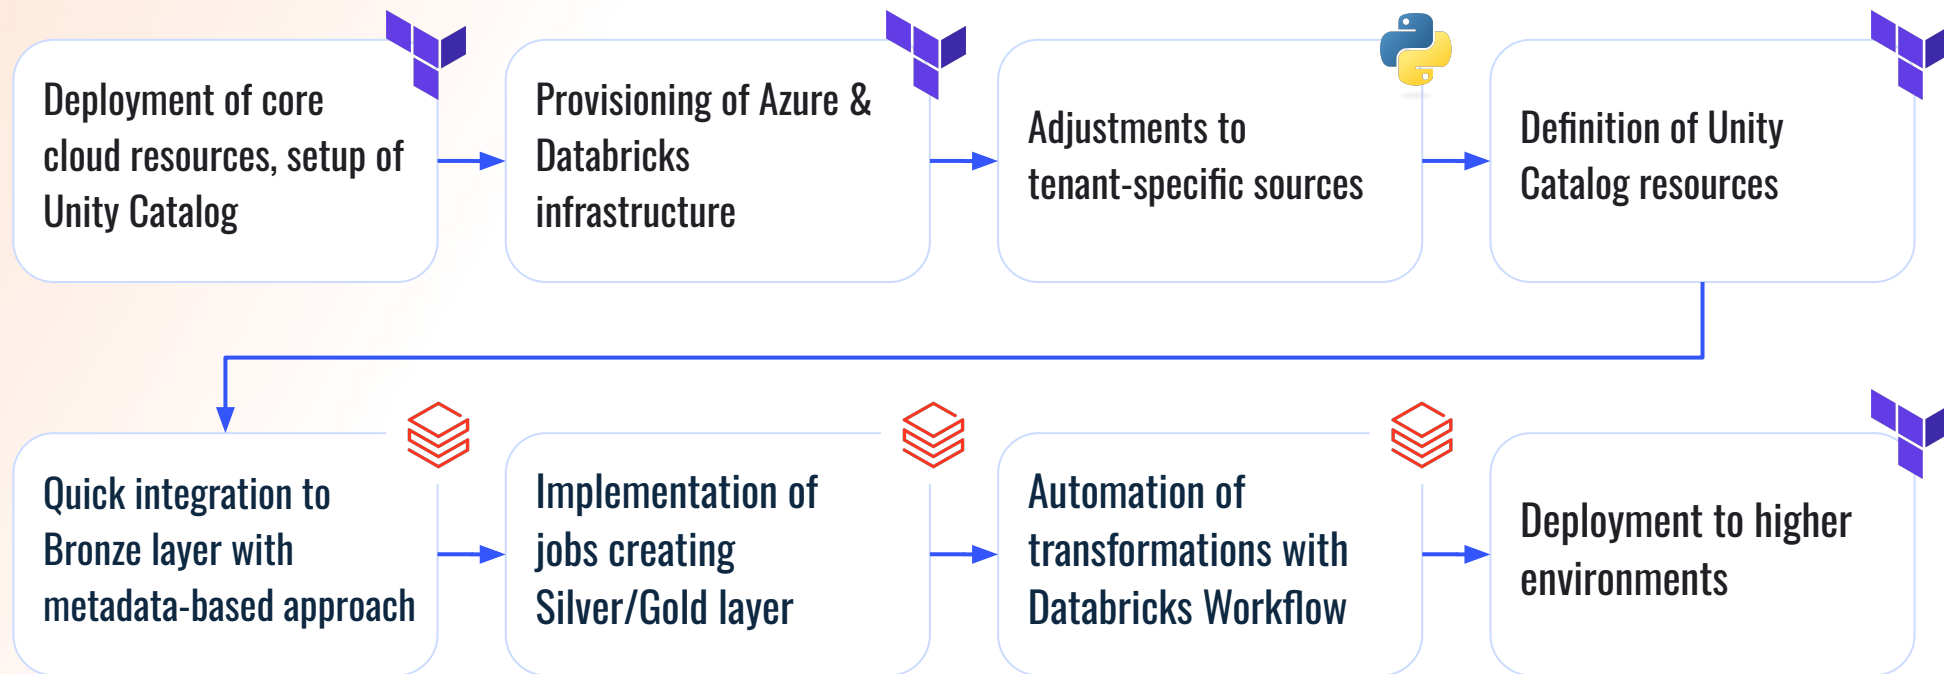 Deployment of core
cloud resources, setup of
Unity Catalog
Provisioning of Azure &
Databricks
infrastructure
Adjustments to
tenant-specific sources
Definition of Unity
Catalog resources
Quick integration to
Bronze layer with
metadata-based approach
Implementation of
jobs creating
Silver/Gold layer
Automation of
transformations with
Databricks Workflow
Deployment to higher
environments